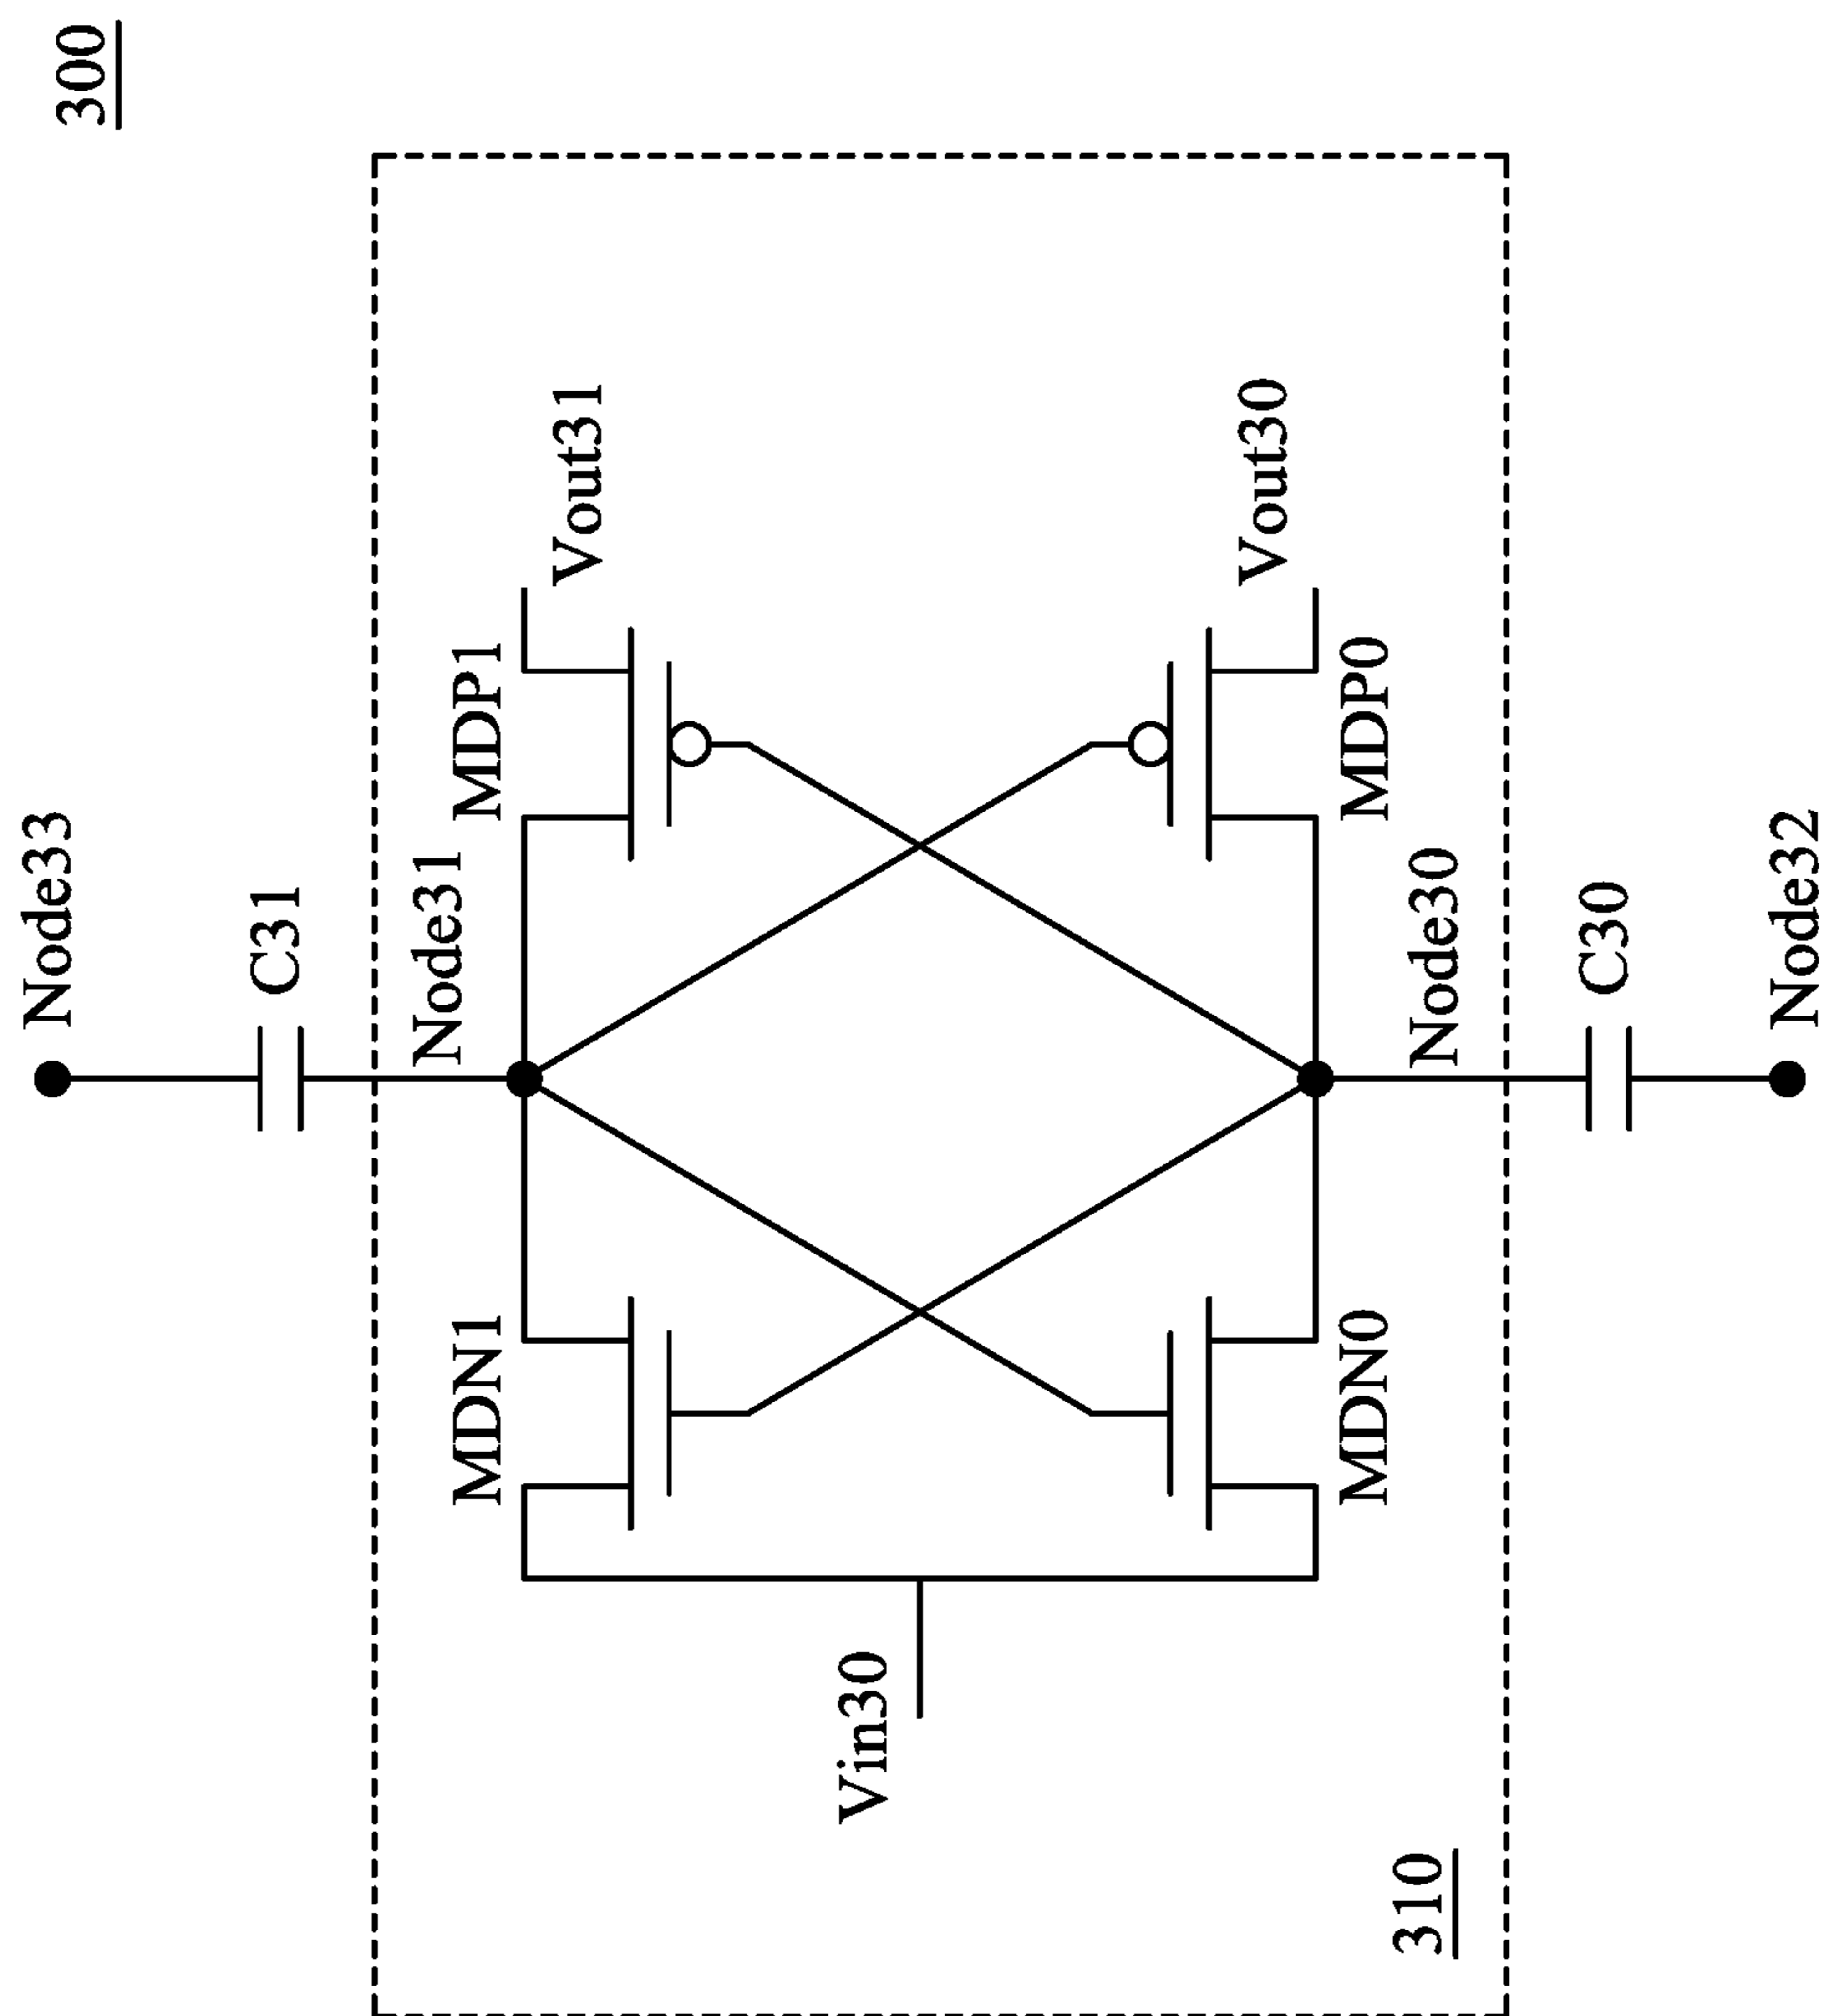 300
Node33
C31
Node31
MDN1
MDP1
Vout31
Vin30
Vout30
MDN0
MDP0
Node30
310
C30
Node32